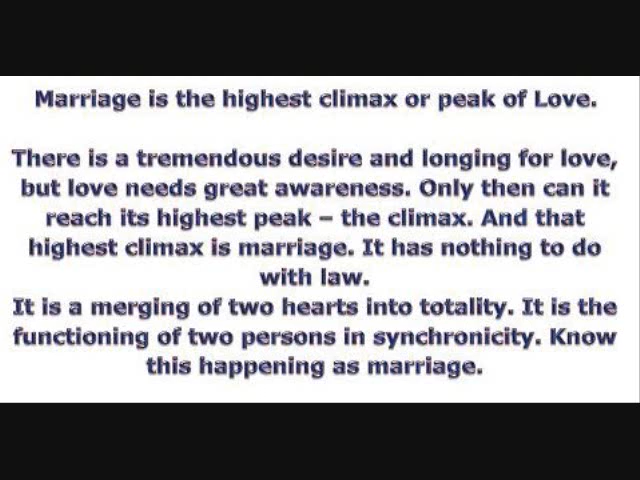 Marriage is the highest climax or peak of Love.
There is a tremendous desire and longing for love,
but love needs great awareness. Only then can it
reach its highest peak – the climax. And that
highest climax is marriage. It has nothing to do
with law.
It is a merging of two hearts into totality. It is the
functioning of two persons in synchronicity. Know
this happening as marriage.